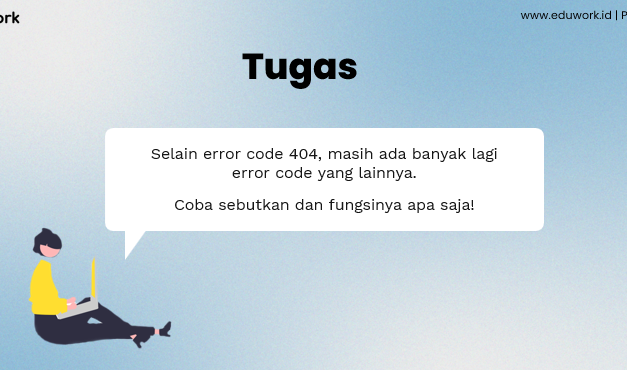 www.eduwork.id | P
Tugas
Selain error code 404, masih ada banyak lagi
error code yang lainnya.
Coba sebutkan dan fungsinya apa saja!